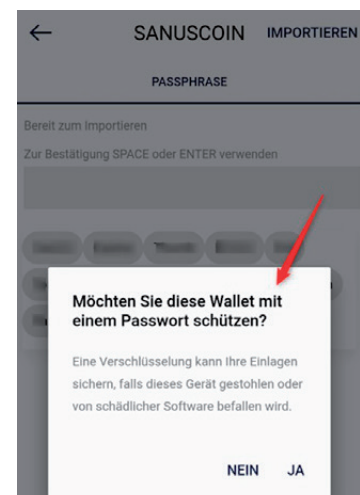 SANUSCOIN IMPORTIEREN
PASSPHRASE
Bereit zum Importieren
Zur Bestätigung SPACE oder ENTER verwenden
Möchten Sie diese Wallet mit
einem Passwort schützen?
Eine Verschlüsselung kann Ihre Einlagen
sichern, falls dieses Gerät gestohlen oder
von schädlicher Software befallen wird.
NEIN JA